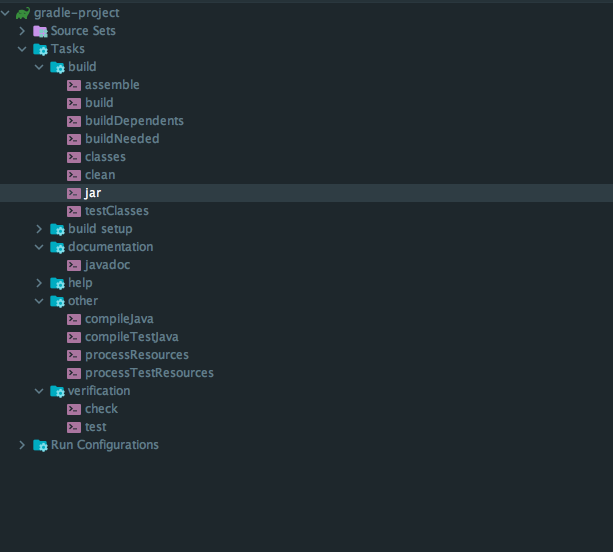 gradle-project
Source Sets
Tasks
build
assemble
build
buildDependents
buildNeeded
classes
clean
jar
testClasses
build setup
documentation
javadoc
help
other
compileJava
compileTestJava
processResources
processTestResources
verification
check
test
Run Configurations